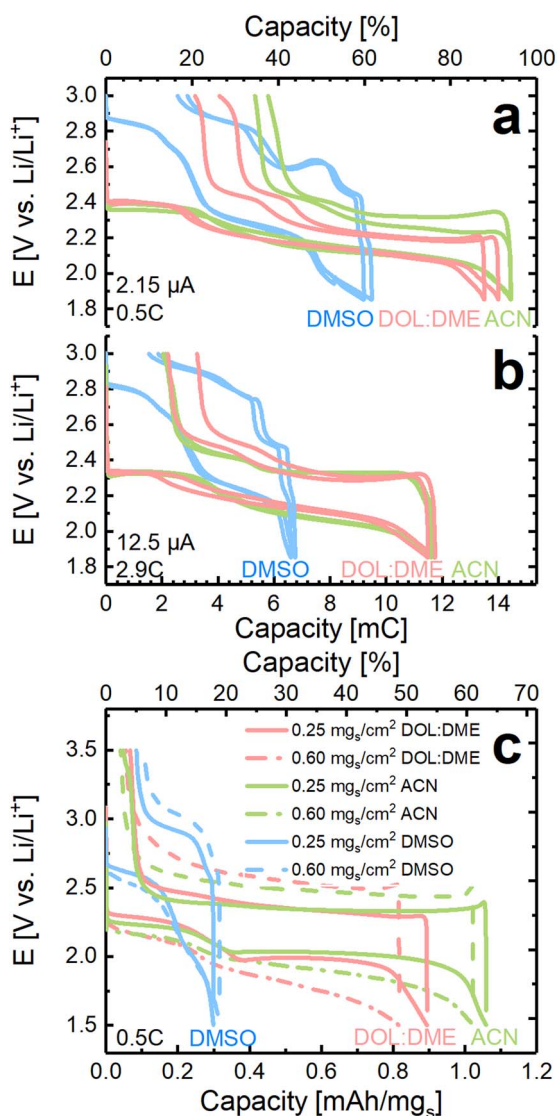 Capacity [%]
0 20 40 60 80 100
a
3.0
2.8
2.6
2.4
2.2
2.0
1.8
E [V vs. Li/Li⁺]
2.15 µA
0.5C
DMSO DOL:DME ACN
b
3.0
2.8
2.6
2.4
2.2
2.0
1.8
E [V vs. Li/Li⁺]
12.5 µA
2.9C
DMSO DOL:DME ACN
0 2 4 6 8 10 12 14
Capacity [mC]
Capacity [%]
0 10 20 30 40 50 60 70
c
0.25 mgₛ/cm² DOL:DME
0.60 mgₛ/cm² DOL:DME
0.25 mgₛ/cm² ACN
0.60 mgₛ/cm² ACN
0.25 mgₛ/cm² DMSO
0.60 mgₛ/cm² DMSO
3.5
3.0
2.5
2.0
1.5
E [V vs. Li/Li⁺]
0.5C
DMSO DOL:DME ACN
0.0 0.2 0.4 0.6 0.8 1.0 1.2
Capacity [mAh/mgₛ]